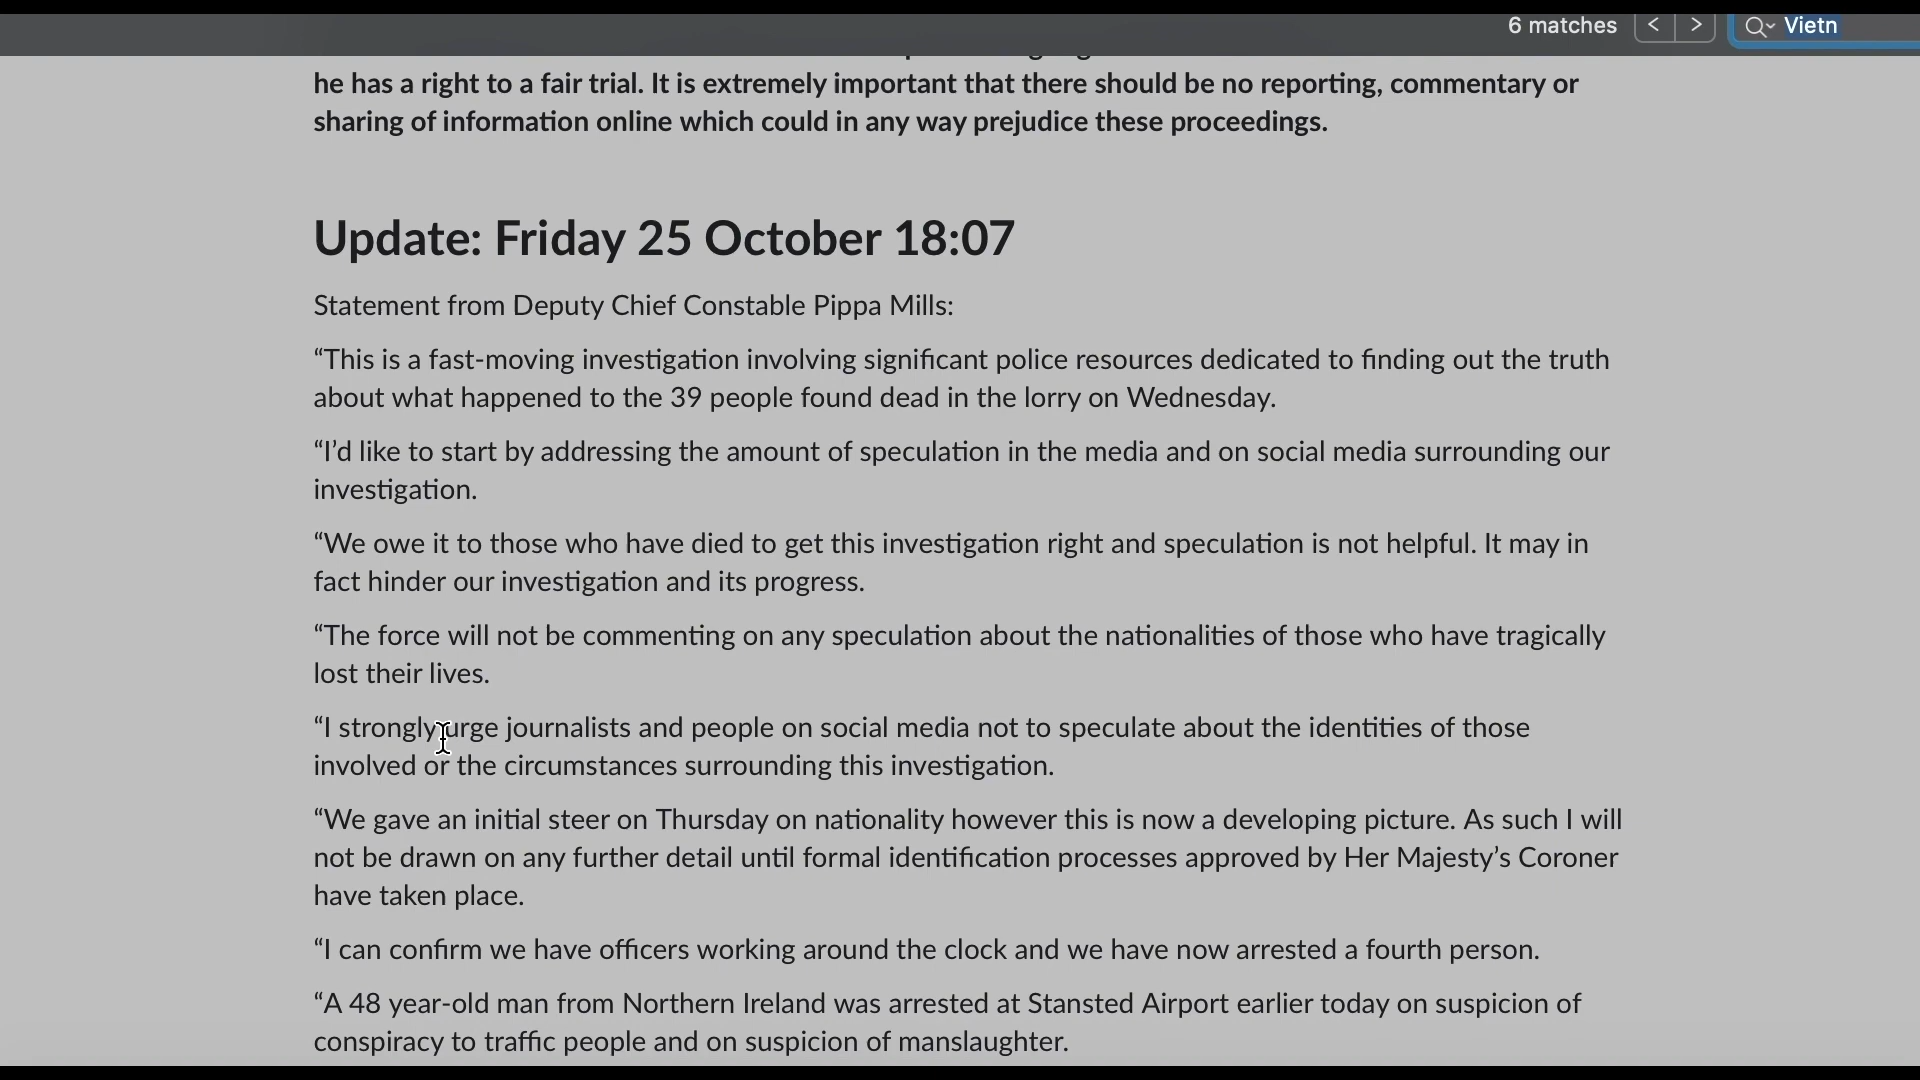 6 matches < > Vietn
he has a right to a fair trial. It is extremely important that there should be no reporting, commentary or
sharing of information online which could in any way prejudice these proceedings.
Update: Friday 25 October 18:07
Statement from Deputy Chief Constable Pippa Mills:
“This is a fast-moving investigation involving significant police resources dedicated to finding out the truth
about what happened to the 39 people found dead in the lorry on Wednesday.
“I’d like to start by addressing the amount of speculation in the media and on social media surrounding our
investigation.
“We owe it to those who have died to get this investigation right and speculation is not helpful. It may in
fact hinder our investigation and its progress.
“The force will not be commenting on any speculation about the nationalities of those who have tragically
lost their lives.
“I strongly urge journalists and people on social media not to speculate about the identities of those
involved or the circumstances surrounding this investigation.
“We gave an initial steer on Thursday on nationality however this is now a developing picture. As such I will
not be drawn on any further detail until formal identification processes approved by Her Majesty’s Coroner
have taken place.
“I can confirm we have officers working around the clock and we have now arrested a fourth person.
“A 48 year-old man from Northern Ireland was arrested at Stansted Airport earlier today on suspicion of
conspiracy to traffic people and on suspicion of manslaughter.